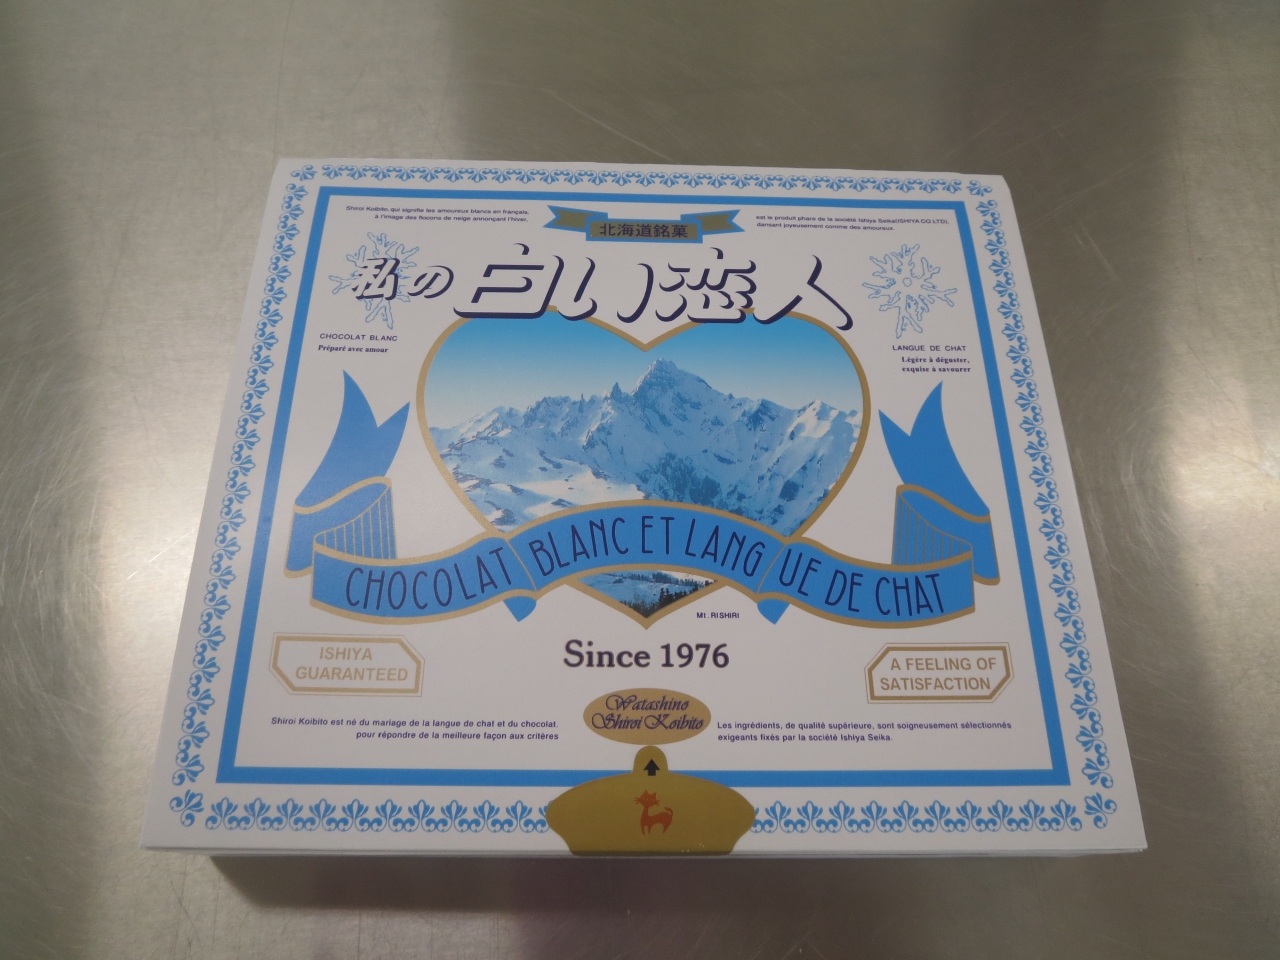 Shiroi Koibito, qui signifie les amoureux blancs en français,
à l'image des flocons de neige annonçant l'hiver,
北海道銘菓
est le produit phare de la société Ishiya Seika(ISHIYA CO.LTD),
dansant joyeusement comme des amoureux.
私の白い恋人
CHOCOLAT BLANC
Préparé avec amour
LANGUE DE CHAT
Légère à déguster,
exquise à savourer
CHOCOLAT BLANC ET LANGUE DE CHAT
Mt. RISHIRI
ISHIYA
GUARANTEED
Since 1976
A FEELING OF
SATISFACTION
Watashino
Shiroi Koibito
Shiroi Koibito est né du mariage de la langue de chat et du chocolat.
pour répondre de la meilleure façon aux critères
Les ingrédients, de qualité supérieure, sont soigneusement sélectionnés
exigeants fixés par la société Ishiya Seika.